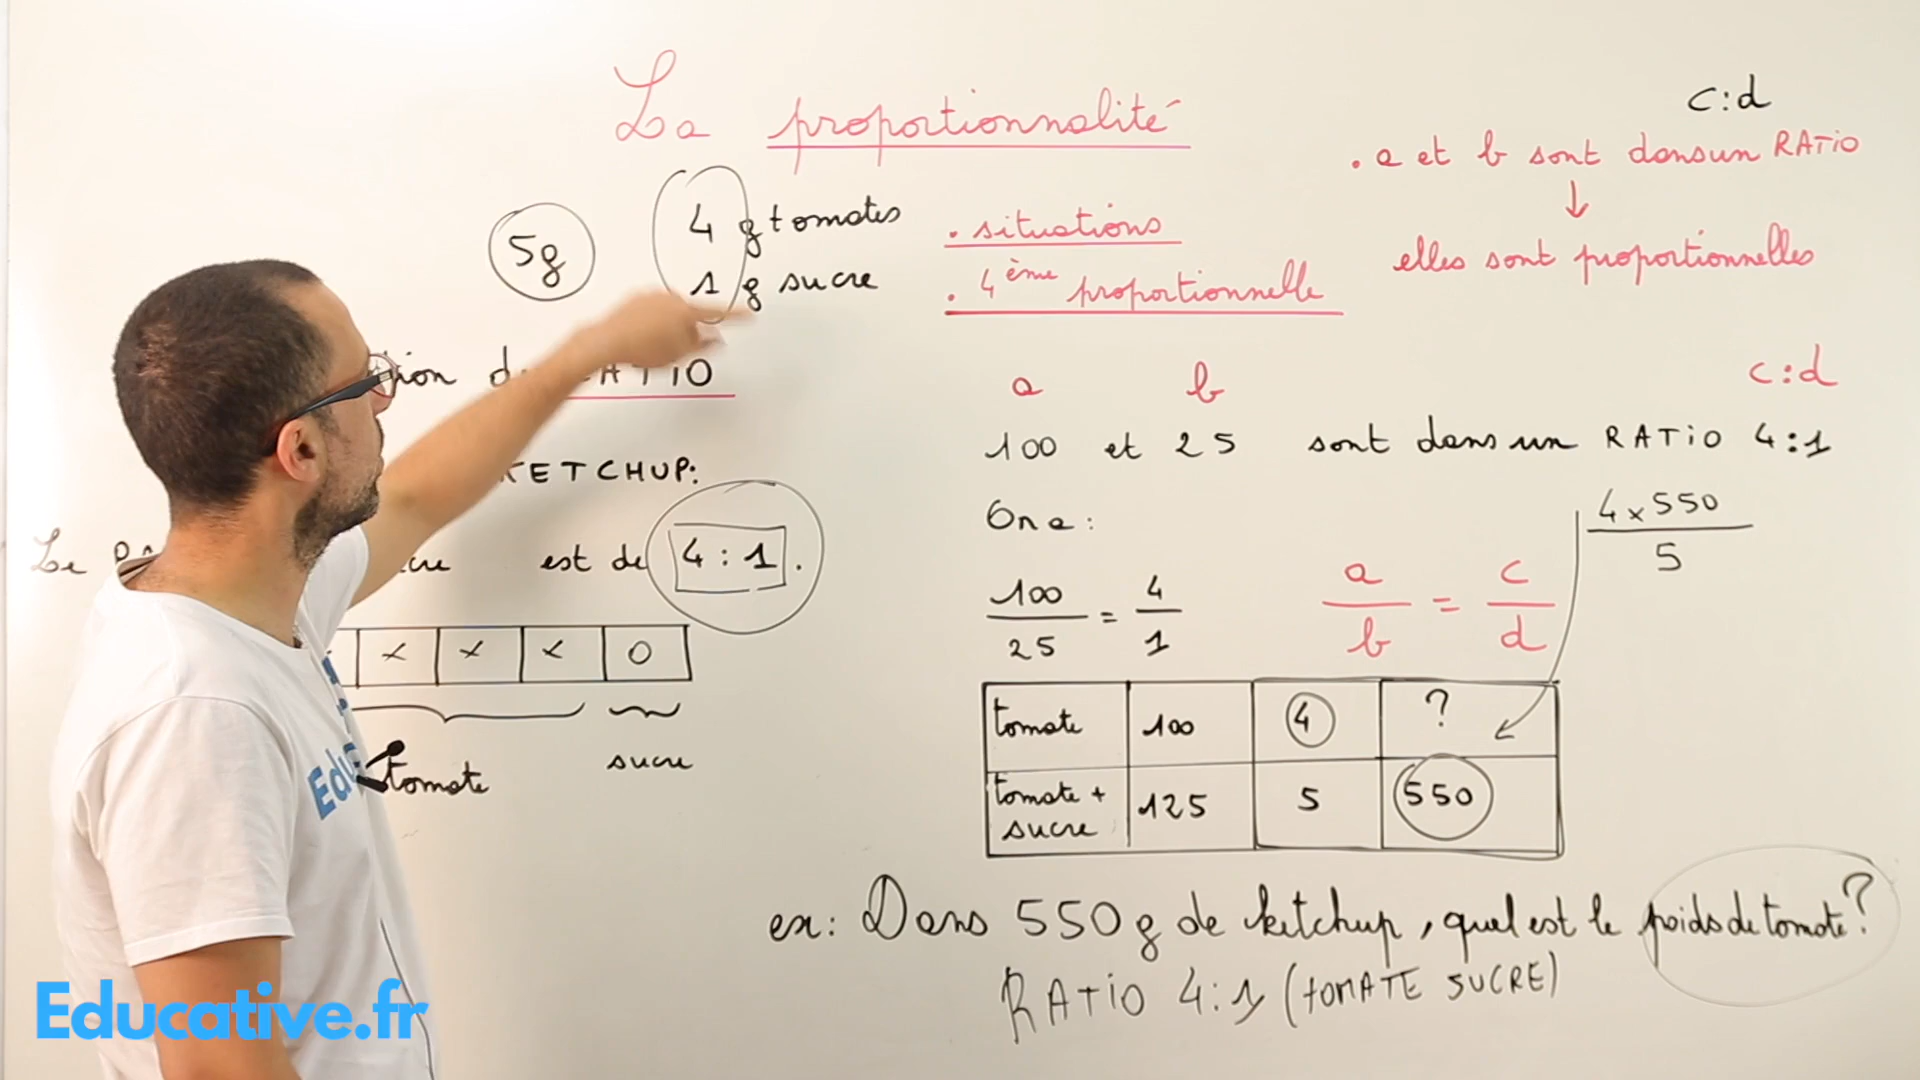 La proportionnalité
c:d
. a et b sont dans un RATIO
↓
elles sont proportionnelles
5g
4 g tomates
1 g sucre
. situations
. 4ème proportionnelle
RATIO
KETCHUP:
Le est de 4 : 1 .
x x x O
tomate sucre
a b c:d
100 et 25 sont dans un RATIO 4:1
On a :
100/25 = 4/1
a/b = c/d
4 x 550
5
tomate 100 4 ?
tomate + sucre 125 5 550
ex: Dans 550 g de ketchup, quel est le poids de tomate ?
RATIO 4:1 (TOMATE SUCRE)
Educative.fr